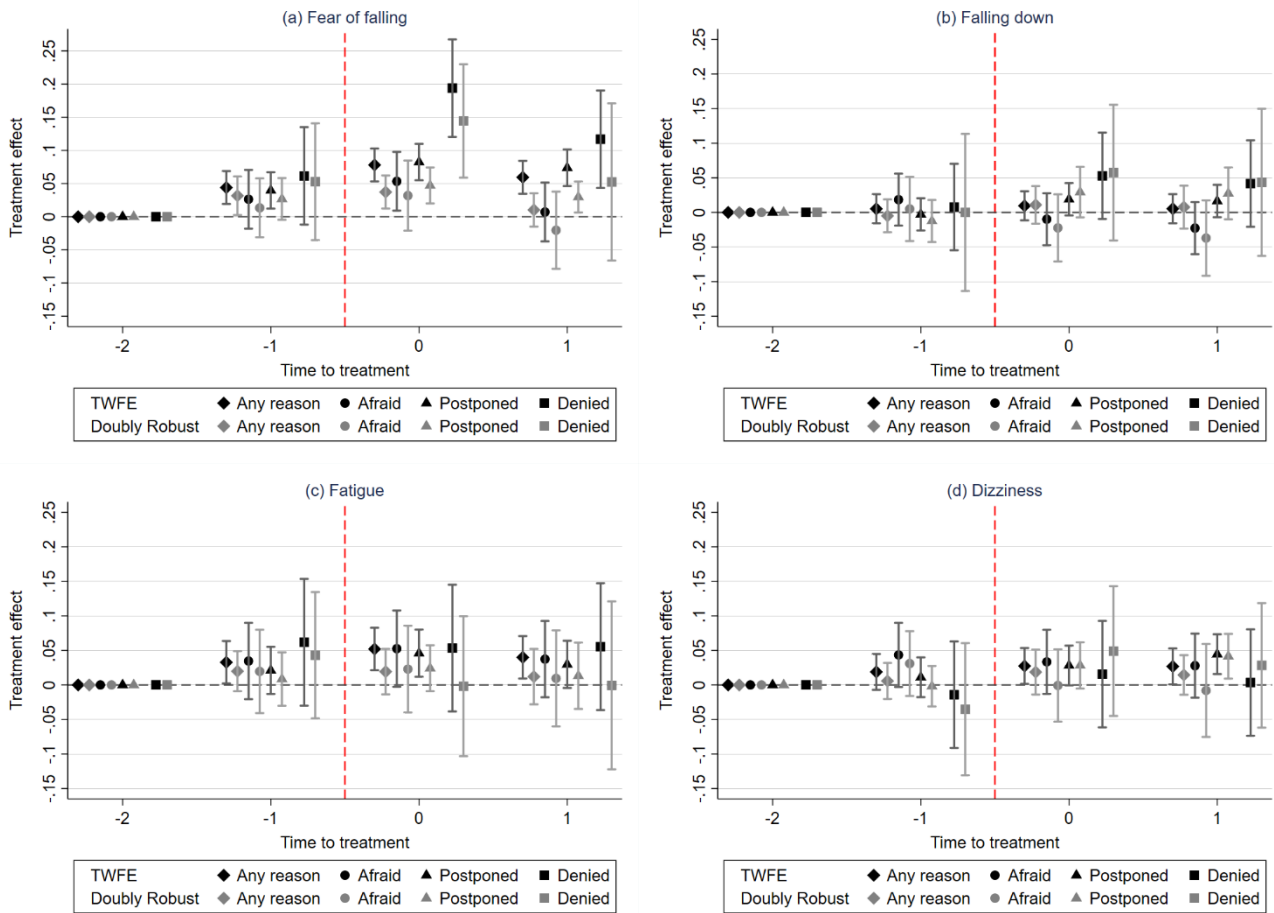 (a) Fear of falling
Treatment effect
.25
.2
.15
.1
.05
0
-.05
-.1
-.15
-2 -1 0 1
Time to treatment
TWFE Any reason Afraid Postponed Denied
Doubly Robust Any reason Afraid Postponed Denied
(b) Falling down
Treatment effect
.25
.2
.15
.1
.05
0
-.05
-.1
-.15
-2 -1 0 1
Time to treatment
TWFE Any reason Afraid Postponed Denied
Doubly Robust Any reason Afraid Postponed Denied
(c) Fatigue
Treatment effect
.25
.2
.15
.1
.05
0
-.05
-.1
-.15
-2 -1 0 1
Time to treatment
TWFE Any reason Afraid Postponed Denied
Doubly Robust Any reason Afraid Postponed Denied
(d) Dizziness
Treatment effect
.25
.2
.15
.1
.05
0
-.05
-.1
-.15
-2 -1 0 1
Time to treatment
TWFE Any reason Afraid Postponed Denied
Doubly Robust Any reason Afraid Postponed Denied